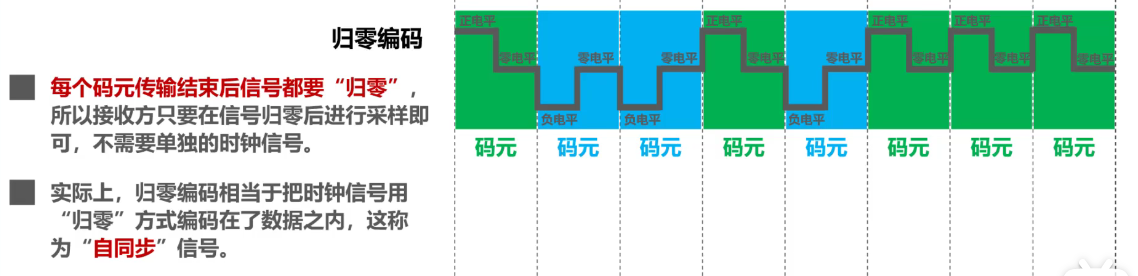 归零编码
每个码元传输结束后信号都要“归零”，
所以接收方只要在信号归零后进行采样即
可，不需要单独的时钟信号。
实际上，归零编码相当于把时钟信号用
“归零”方式编码在了数据之内，这称
为“自同步”信号。
正电平 正电平 正电平 正电平 正电平
零电平 零电平 零电平 零电平 零电平 零电平 零电平 零电平
负电平 负电平 负电平
码元 码元 码元 码元 码元 码元 码元 码元